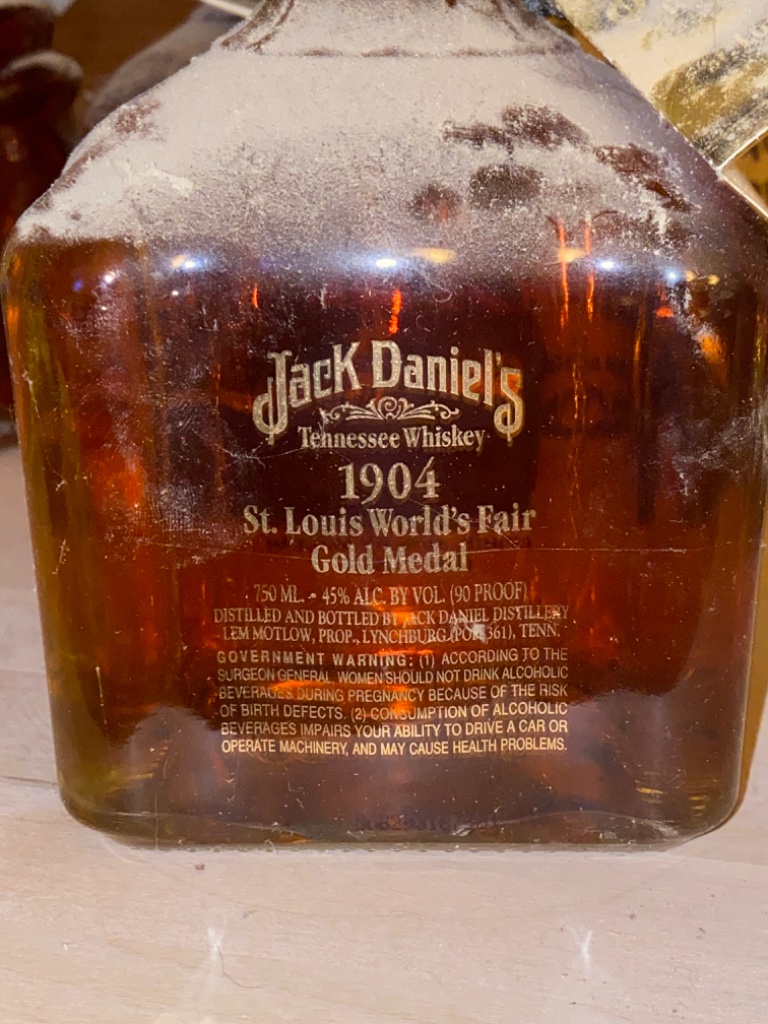 Jack Daniel's
Tennessee Whiskey
1904
St. Louis World's Fair
Gold Medal
750 ML. - 45% ALC. BY VOL. (90 PROOF)
DISTILLED AND BOTTLED BY JACK DANIEL DISTILLERY
LEM MOTLOW, PROP., LYNCHBURG (POP. 361), TENN.
GOVERNMENT WARNING: (1) ACCORDING TO THE
SURGEON GENERAL, WOMEN SHOULD NOT DRINK ALCOHOLIC
BEVERAGES DURING PREGNANCY BECAUSE OF THE RISK
OF BIRTH DEFECTS. (2) CONSUMPTION OF ALCOHOLIC
BEVERAGES IMPAIRS YOUR ABILITY TO DRIVE A CAR OR
OPERATE MACHINERY, AND MAY CAUSE HEALTH PROBLEMS.